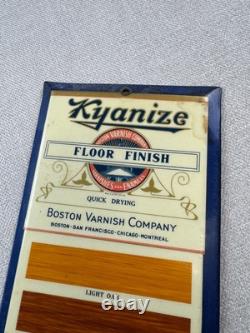 Kyanize
FLOOR FINISH
QUICK DRYING
BOSTON VARNISH COMPANY
BOSTON-SAN FRANCISCO-CHICAGO-MONTREAL
LIGHT OAK